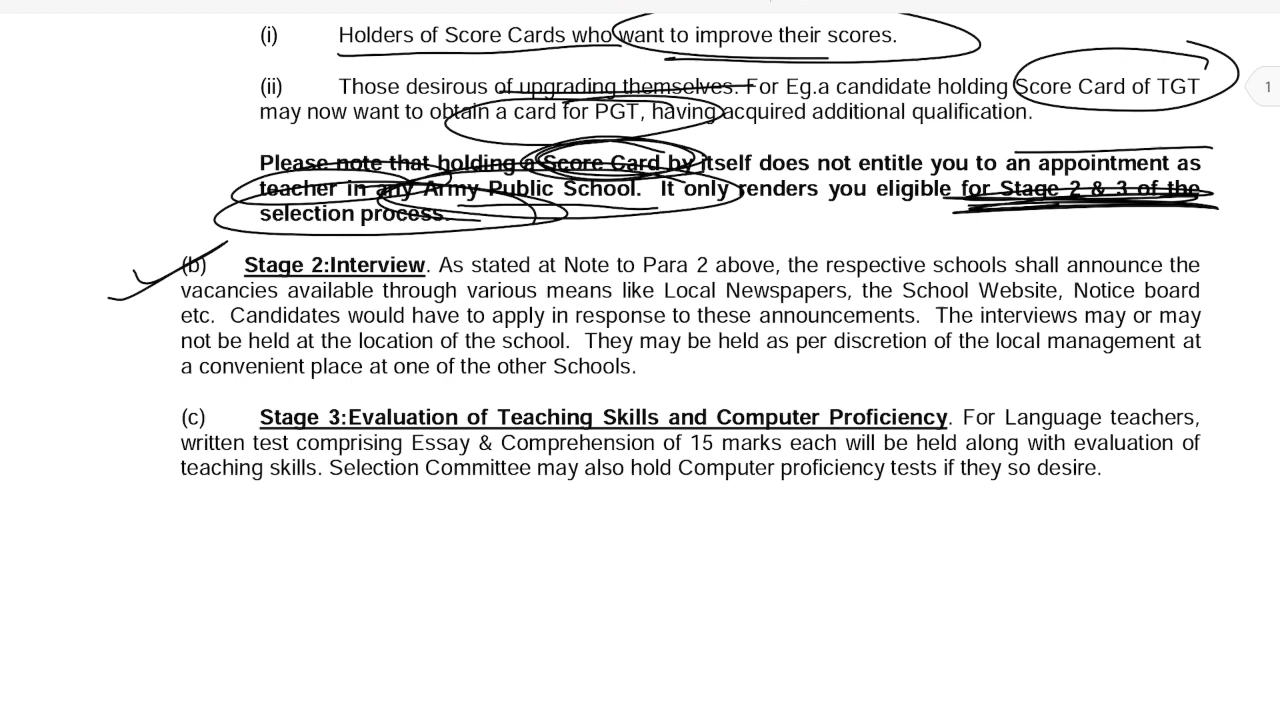 (i) Holders of Score Cards who want to improve their scores.
(ii) Those desirous of upgrading themselves. For Eg.a candidate holding Score Card of TGT
may now want to obtain a card for PGT, having acquired additional qualification.
Please note that holding a Score Card by itself does not entitle you to an appointment as
teacher in any Army Public School. It only renders you eligible for Stage 2 & 3 of the
selection process.
(b) Stage 2:Interview. As stated at Note to Para 2 above, the respective schools shall announce the
vacancies available through various means like Local Newspapers, the School Website, Notice board
etc. Candidates would have to apply in response to these announcements. The interviews may or may
not be held at the location of the school. They may be held as per discretion of the local management at
a convenient place at one of the other Schools.
(c) Stage 3:Evaluation of Teaching Skills and Computer Proficiency. For Language teachers,
written test comprising Essay & Comprehension of 15 marks each will be held along with evaluation of
teaching skills. Selection Committee may also hold Computer proficiency tests if they so desire.
1